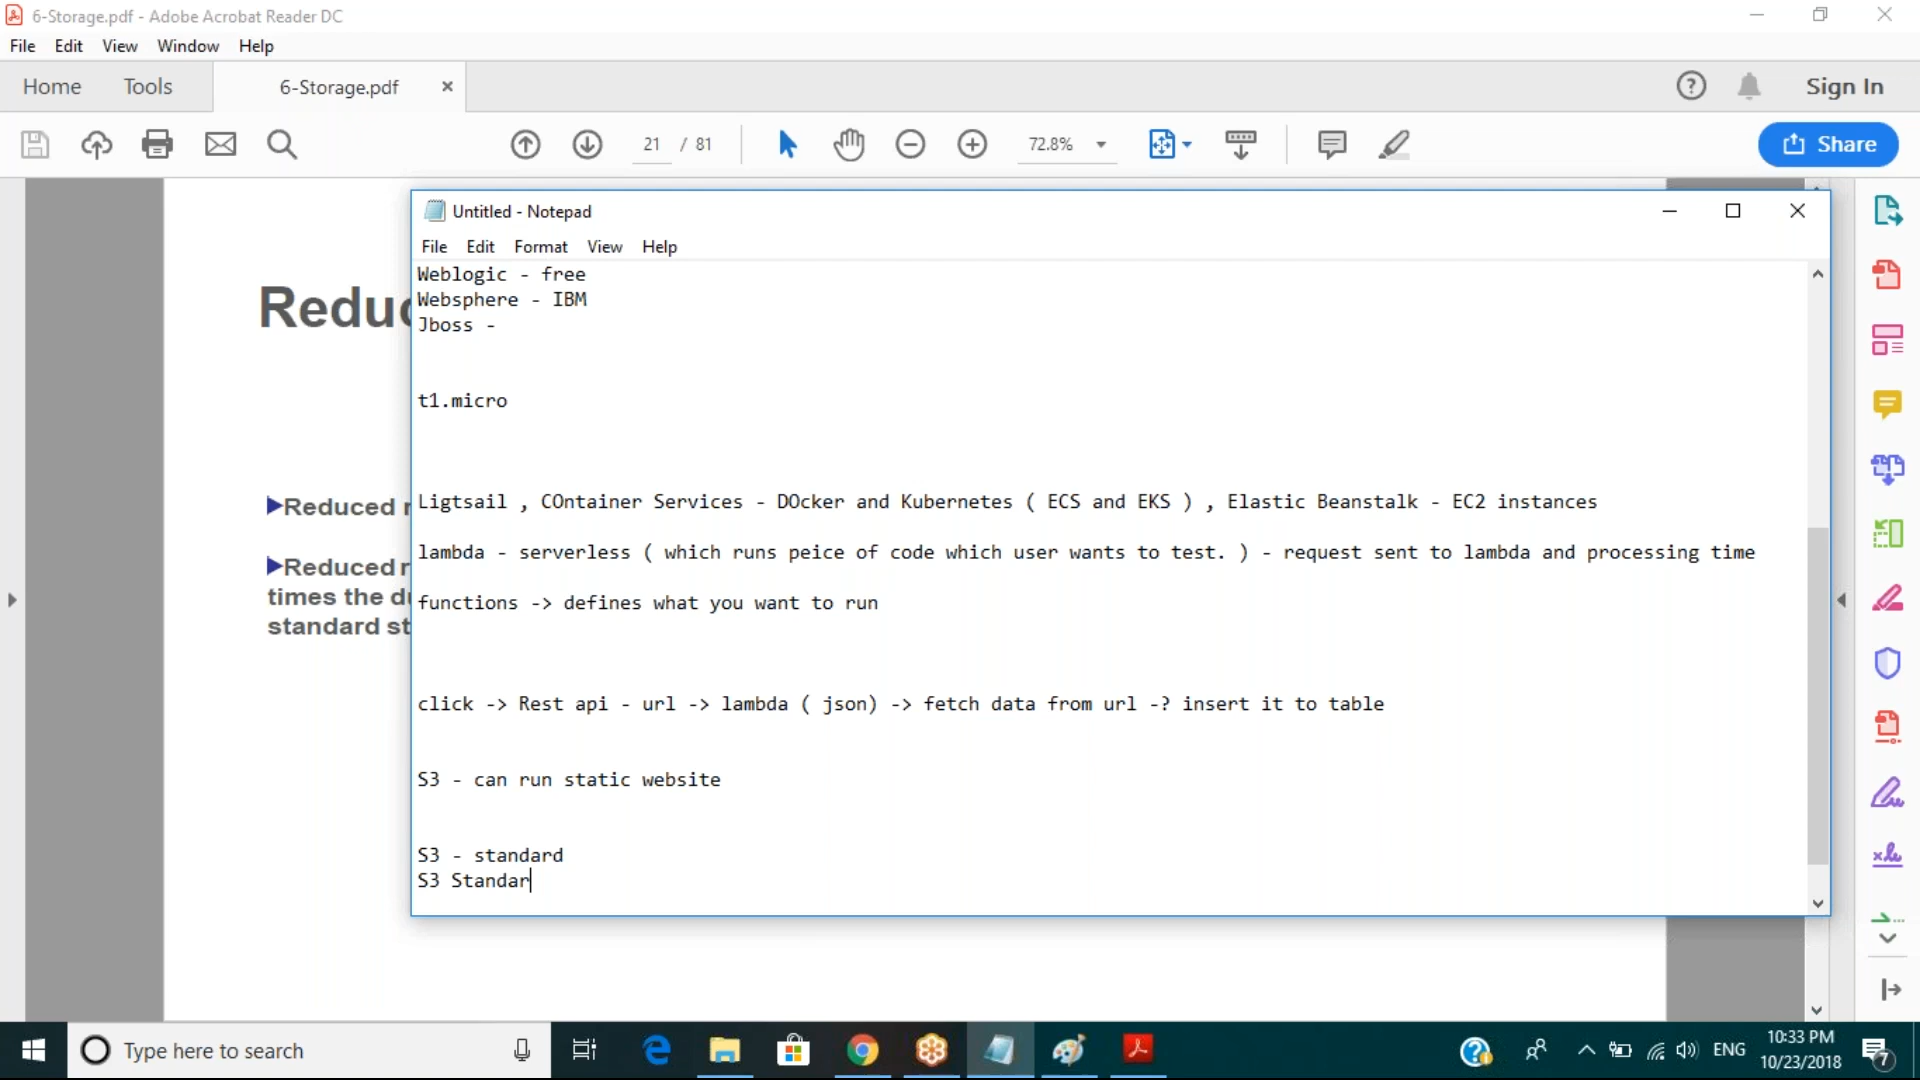 6-Storage.pdf - Adobe Acrobat Reader DC
File Edit View Window Help
Home Tools 6-Storage.pdf Sign In
21 / 81 72.8% Share
Untitled - Notepad
File Edit Format View Help
Weblogic - free
Websphere - IBM
Jboss -
t1.micro
Ligtsail , COntainer Services - DOcker and Kubernetes ( ECS and EKS ) , Elastic Beanstalk - EC2 instances
lambda - serverless ( which runs peice of code which user wants to test. ) - request sent to lambda and processing time
functions -> defines what you want to run
click -> Rest api - url -> lambda ( json) -> fetch data from url -? insert it to table
S3 - can run static website
S3 - standard
S3 Standar
Reduced
times the
standard
Type here to search
ENG
10:33 PM
10/23/2018
7